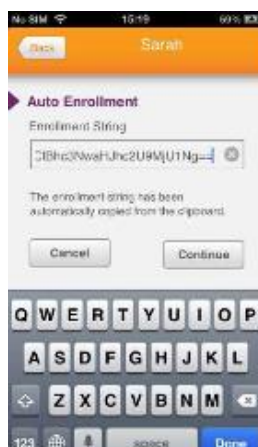 No SIM 15:19 69%
Back Sarah
Auto Enrollment
Enrollment String
The enrollment string has been
automatically copied from the clipboard.
Cancel Continue
Q W E R T Y U I O P
A S D F G H J K L
Z X C V B N M
123 space Done